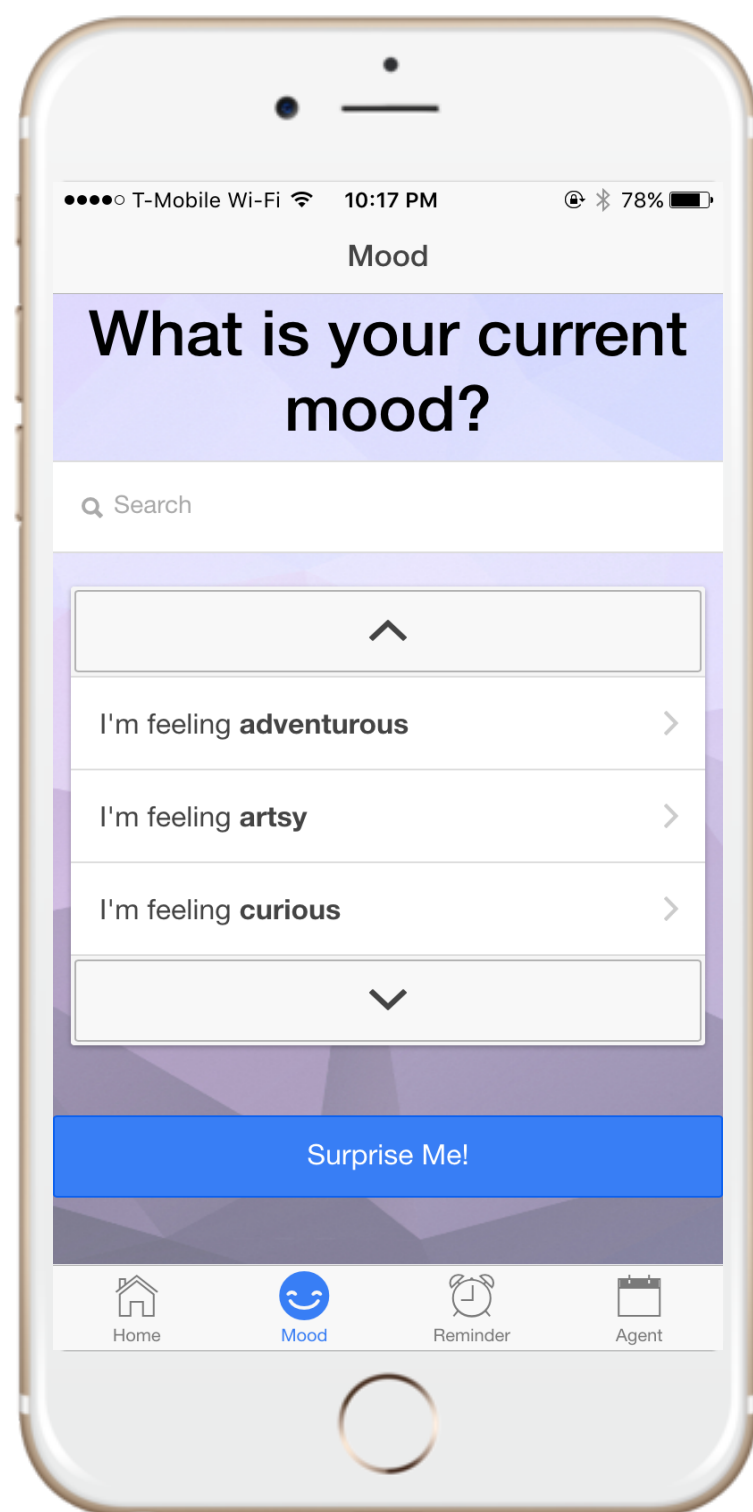 T-Mobile Wi-Fi 10:17 PM 78%
Mood
What is your current
mood?
Search
I'm feeling adventurous
I'm feeling artsy
I'm feeling curious
Surprise Me!
Home Mood Reminder Agent